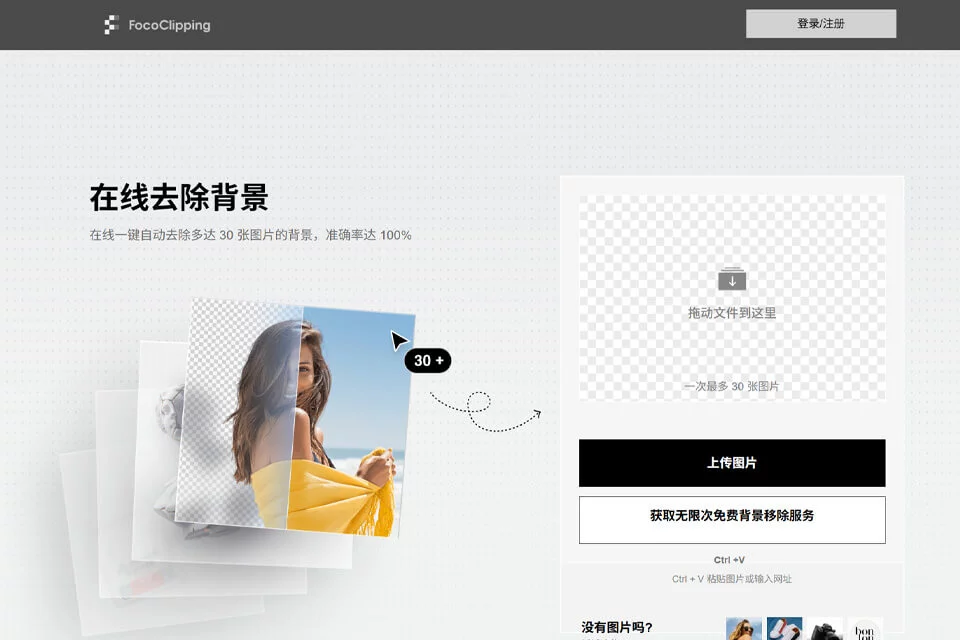 FocoClipping
登录/注册
在线去除背景
在线一键自动去除多达 30 张图片的背景，准确率达 100%
30 +
拖动文件到这里
一次最多 30 张图片
上传图片
获取无限次免费背景移除服务
Ctrl +V
Ctrl + V 粘贴图片或输入网址
没有图片吗?
bon
ton